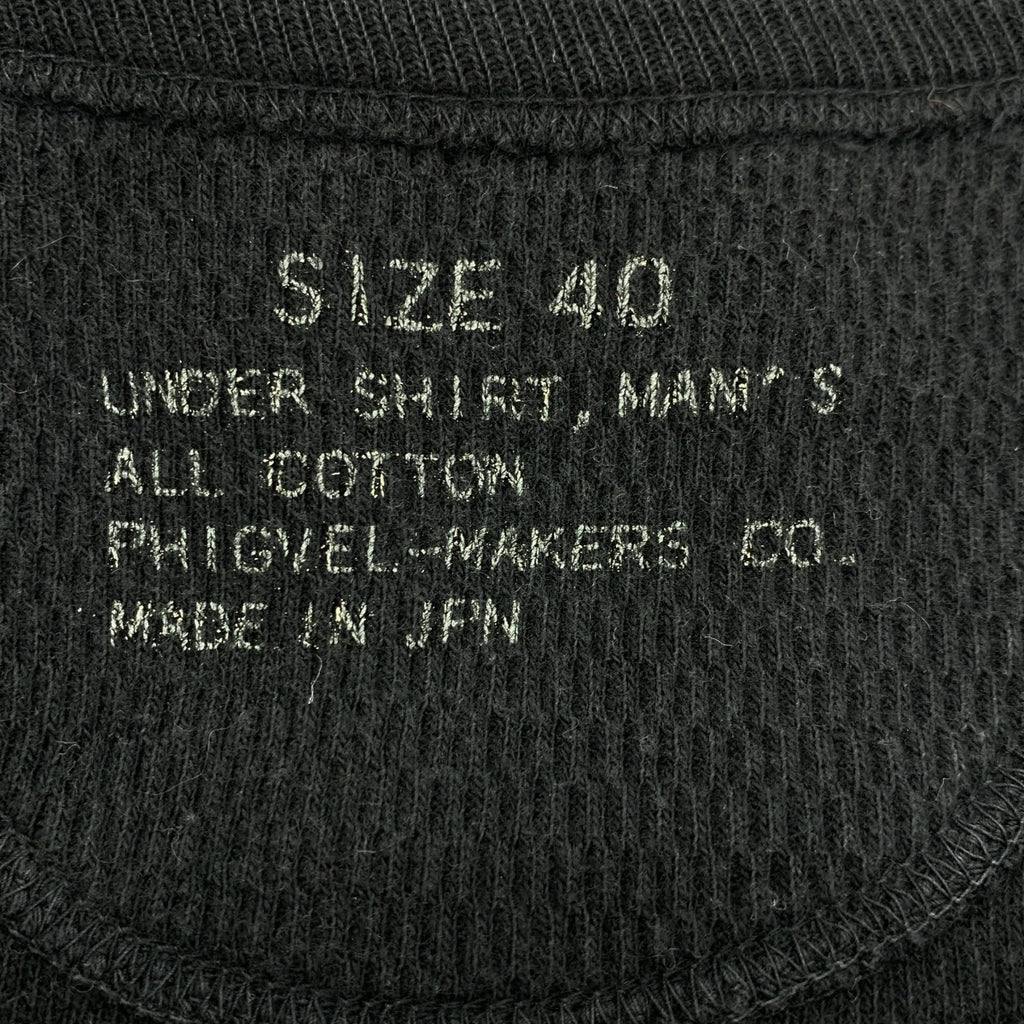 SIZE 40
UNDER SHIRT, MAN'S
ALL COTTON
PHIGVEL-MAKERS CO.
MADE IN JPN